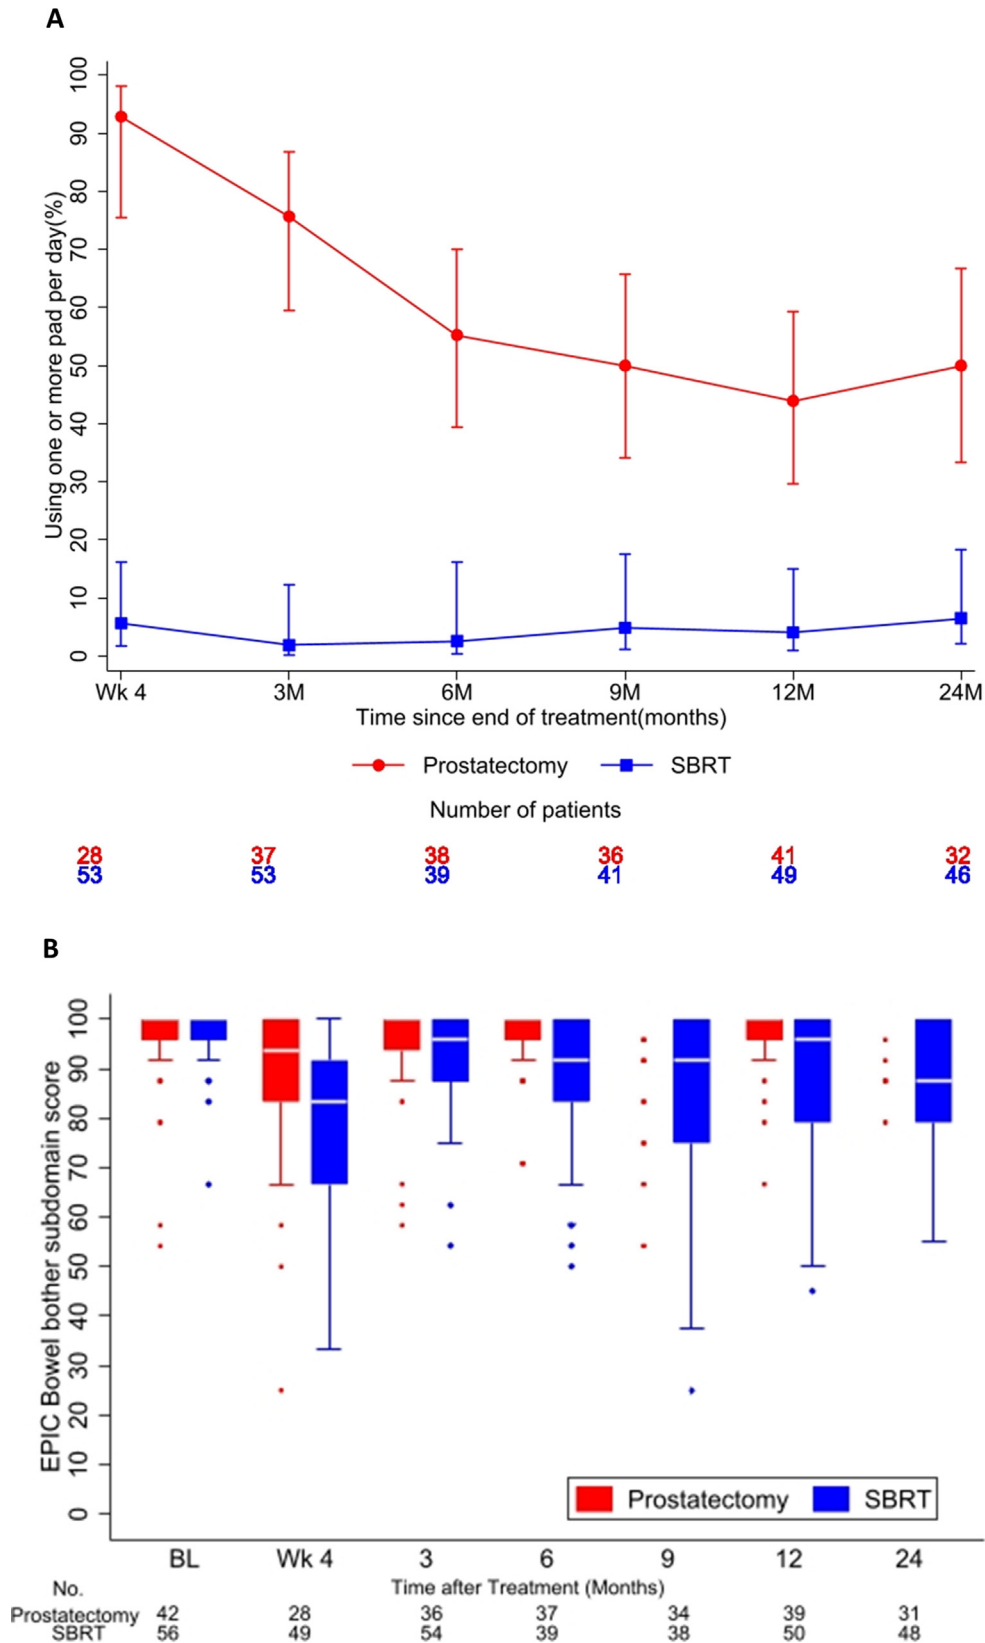 A
Using one or more pad per day(%)
100
90
80
70
60
50
40
30
20
10
0
Wk 4 3M 6M 9M 12M 24M
Time since end of treatment(months)
Prostatectomy SBRT
Number of patients
28 37 38 36 41 32
53 53 39 41 49 46
B
EPIC Bowel bother subdomain score
100
90
80
70
60
50
40
30
20
10
0
Prostatectomy SBRT
BL Wk 4 3 6 9 12 24
No. Time after Treatment (Months)
Prostatectomy 42 28 36 37 34 39 31
SBRT 56 49 54 39 38 50 48